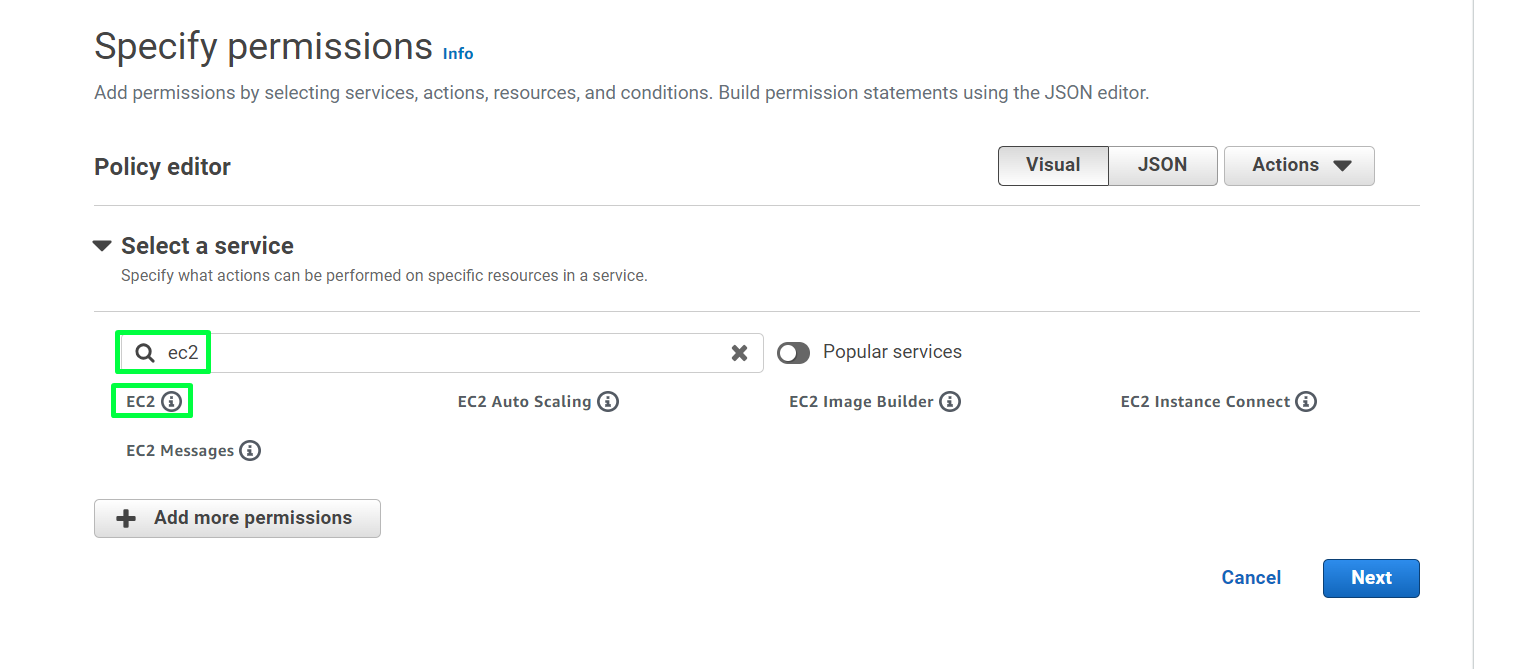 Specify permissions Info
Add permissions by selecting services, actions, resources, and conditions. Build permission statements using the JSON editor.
Policy editor
Visual
JSON
Actions
Select a service
Specify what actions can be performed on specific resources in a service.
ec2
Popular services
EC2
EC2 Auto Scaling
EC2 Image Builder
EC2 Instance Connect
EC2 Messages
Add more permissions
Cancel
Next